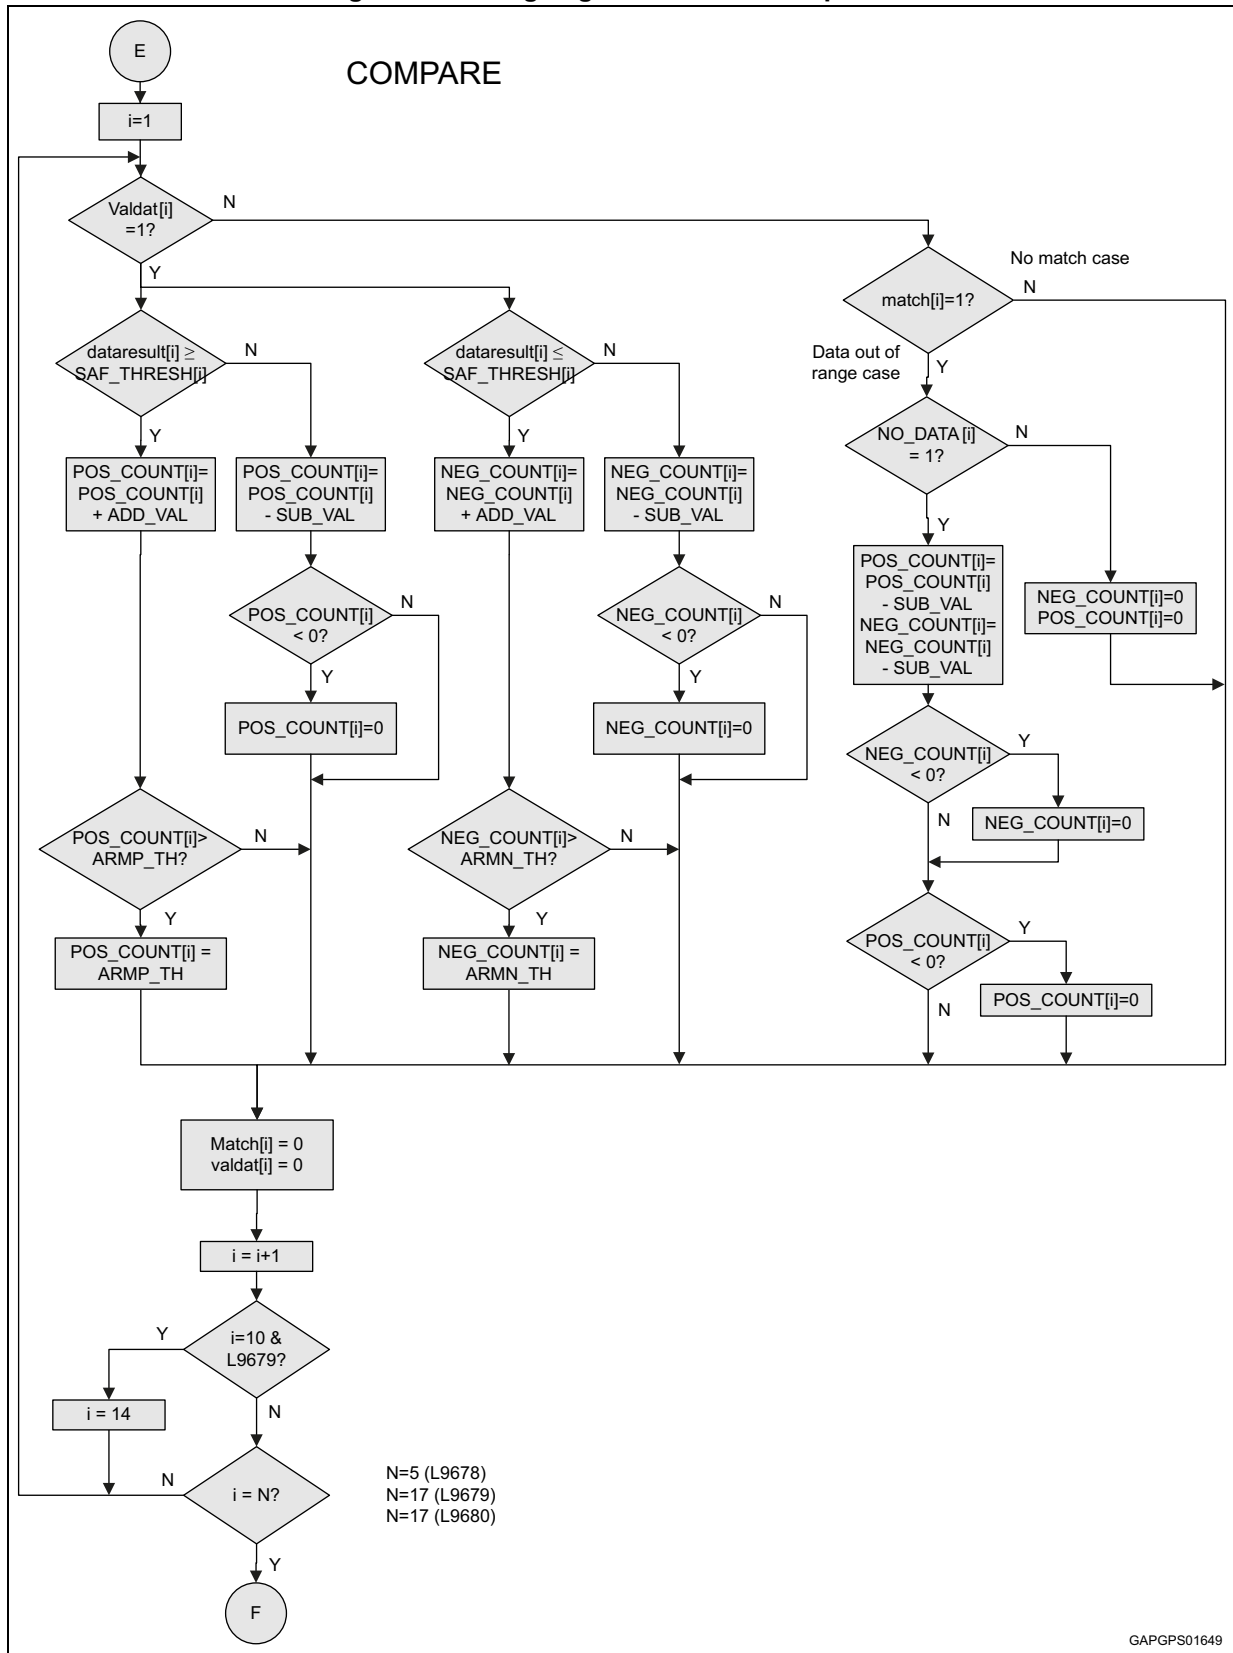 E
COMPARE
i=1
Valdat[i]
=1?
N
Y
No match case
match[i]=1?
N
Data out of
range case
Y
dataresult[i] ≥
SAF_THRESH[i]
N
Y
dataresult[i] ≤
SAF_THRESH[i]
N
Y
NO_DATA [i]
= 1?
N
Y
POS_COUNT[i]=
POS_COUNT[i]
+ ADD_VAL
POS_COUNT[i]=
POS_COUNT[i]
- SUB_VAL
NEG_COUNT[i]=
NEG_COUNT[i]
+ ADD_VAL
NEG_COUNT[i]=
NEG_COUNT[i]
- SUB_VAL
POS_COUNT[i]=
POS_COUNT[i]
- SUB_VAL
NEG_COUNT[i]=
NEG_COUNT[i]
- SUB_VAL
NEG_COUNT[i]=0
POS_COUNT[i]=0
POS_COUNT[i]
< 0?
N
Y
NEG_COUNT[i]
< 0?
N
Y
POS_COUNT[i]=0
NEG_COUNT[i]=0
NEG_COUNT[i]
< 0?
Y
N
NEG_COUNT[i]=0
POS_COUNT[i]>
ARMP_TH?
N
Y
NEG_COUNT[i]>
ARMN_TH?
N
Y
POS_COUNT[i] =
ARMP_TH
NEG_COUNT[i] =
ARMN_TH
POS_COUNT[i]
< 0?
Y
N
POS_COUNT[i]=0
Match[i] = 0
valdat[i] = 0
i = i+1
i=10 &
L9679?
Y
N
i = 14
i = N?
N
Y
N=5 (L9678)
N=17 (L9679)
N=17 (L9680)
F
GAPGPS01649